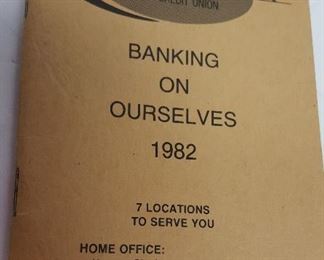 CREDIT UNION
BANKING
ON
OURSELVES
1982
7 LOCATIONS
TO SERVE YOU
HOME OFFICE: